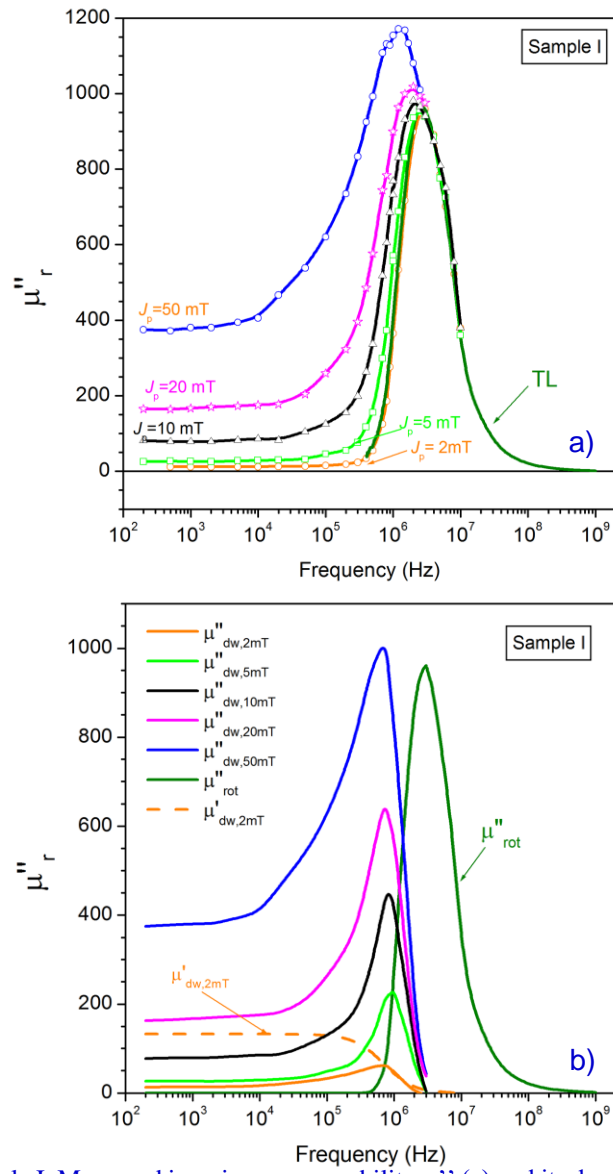 1200
Sample I
1000
800
μ"r
600
400
Jp=50 mT
TL
200
Jp=20 mT
Jp=10 mT
Jp=5 mT
a)
Jp= 2mT
0
10² 10³ 10⁴ 10⁵ 10⁶ 10⁷ 10⁸ 10⁹
Frequency (Hz)
1000
μ"dw,2mT
Sample I
μ"dw,5mT
μ"dw,10mT
800
μ"dw,20mT
μ"dw,50mT
μ"rot
μ'dw,2mT
μ"r
600
μ"rot
400
μ'dw,2mT
200
b)
0
10² 10³ 10⁴ 10⁵ 10⁶ 10⁷ 10⁸ 10⁹
Frequency (Hz)